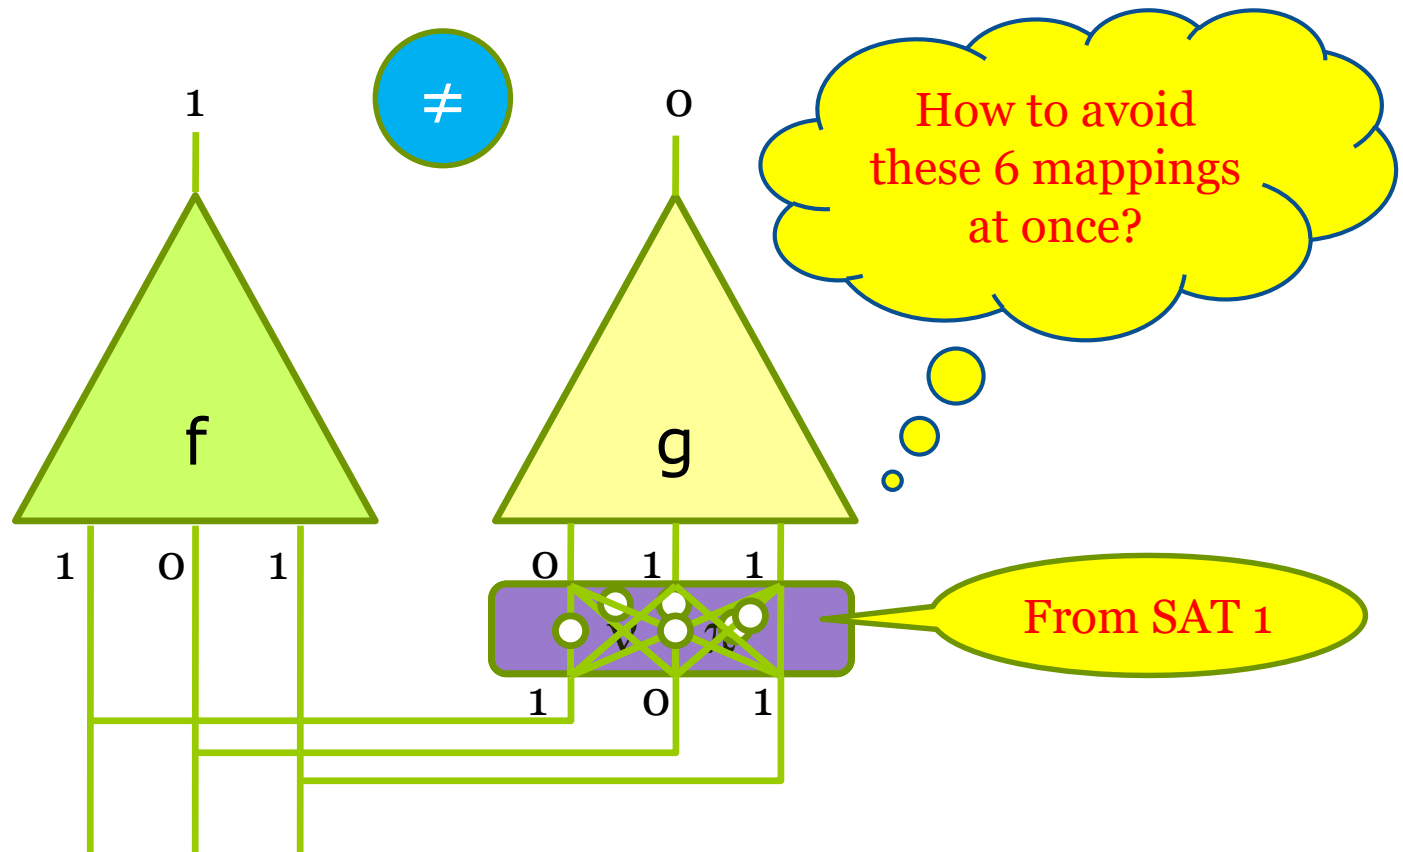 1
≠
0
How to avoid
these 6 mappings
at once?
f
g
1 0 1
0 1 1
From SAT 1
1 0 1